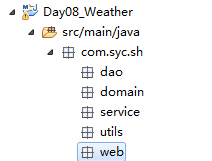 Day08_Weather
src/main/java
com.syc.sh
dao
domain
service
utils
web